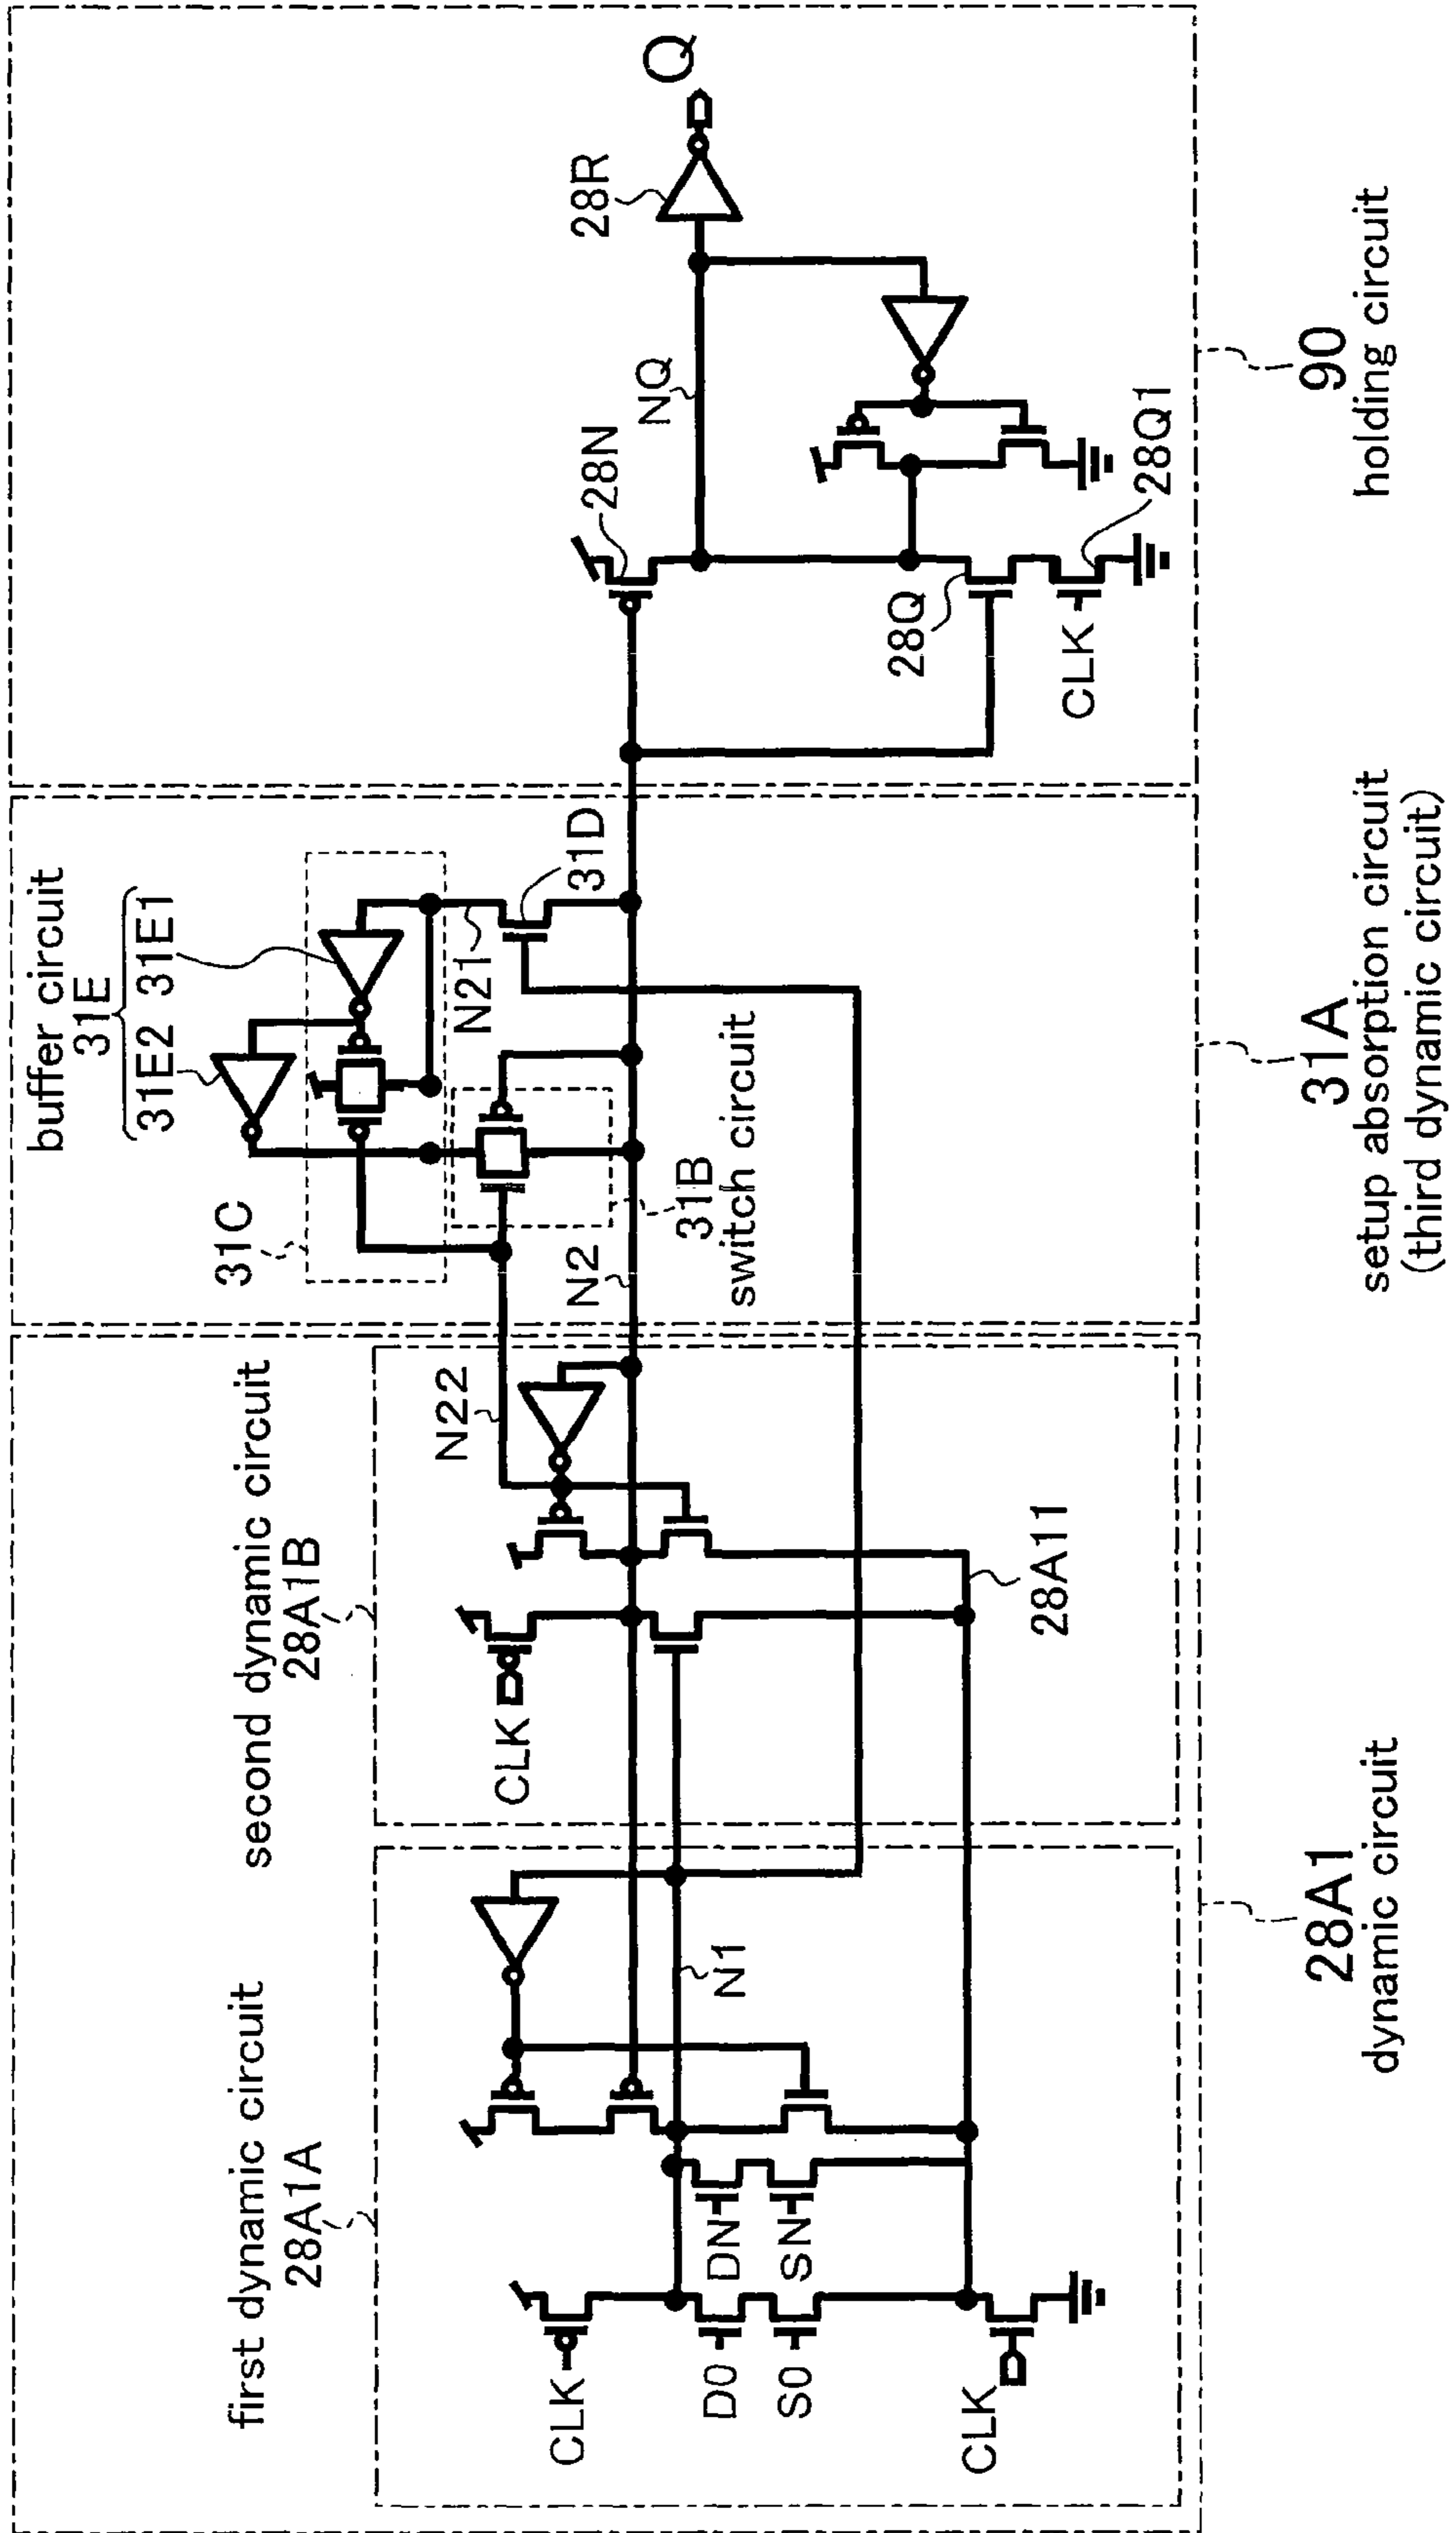 first dynamic circuit
28A1A
second dynamic circuit
28A1B
31C
buffer circuit
31E
31E2 31E1
N22
N21
31D
N2
31B
switch circuit
CLK
CLK
D0
S0
DN
SN
N1
CLK
28A11
28N
NQ
28R
Q
28Q
CLK
28Q1
28A1
dynamic circuit
31A
setup absorption circuit
(third dynamic circuit)
90
holding circuit